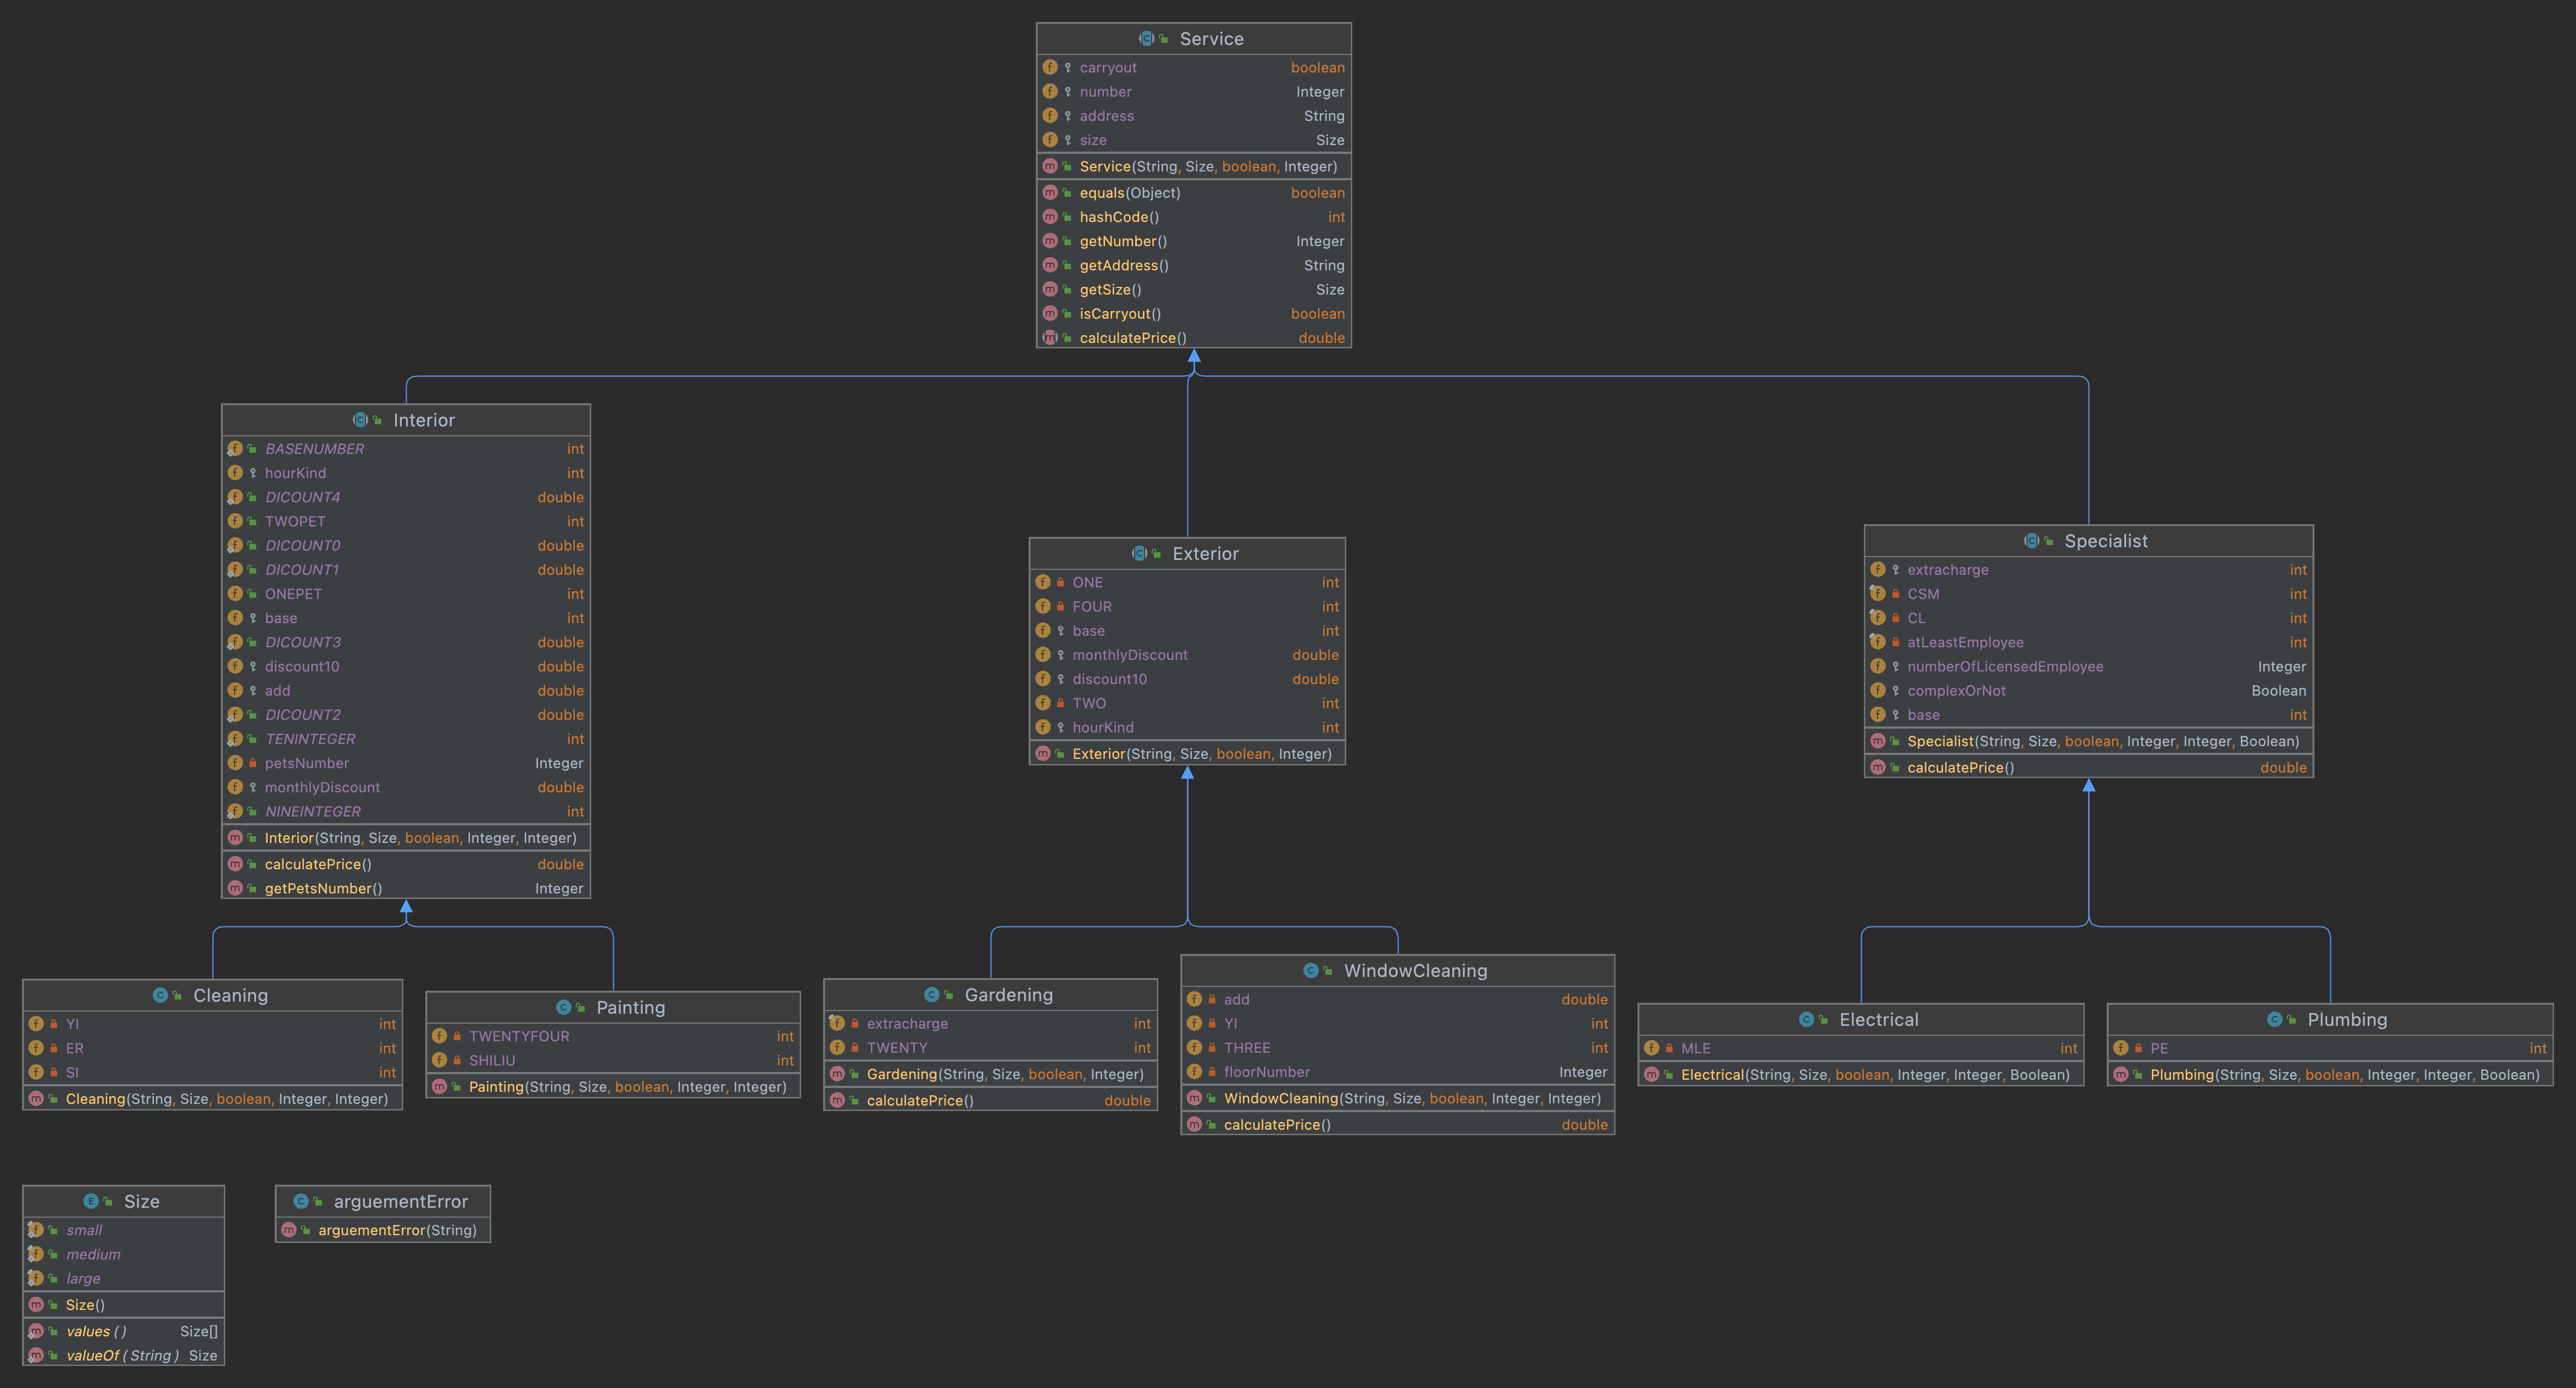 Service
carryout boolean
number Integer
address String
size Size
Service(String, Size, boolean, Integer)
equals(Object) boolean
hashCode() int
getNumber() Integer
getAddress() String
getSize() Size
isCarryout() boolean
calculatePrice() double
Interior
BASENUMBER int
hourKind int
DICOUNT4 double
TWOPET int
DICOUNT0 double
DICOUNT1 double
ONEPET int
base int
DICOUNT3 double
discount10 double
add double
DICOUNT2 double
TENINTEGER int
petsNumber Integer
monthlyDiscount double
NINEINTEGER int
Interior(String, Size, boolean, Integer, Integer)
calculatePrice() double
getPetsNumber() Integer
Exterior
ONE int
FOUR int
base int
monthlyDiscount double
discount10 double
TWO int
hourKind int
Exterior(String, Size, boolean, Integer)
Specialist
extracharge int
CSM int
CL int
atLeastEmployee int
numberOfLicensedEmployee Integer
complexOrNot Boolean
base int
Specialist(String, Size, boolean, Integer, Integer, Boolean)
calculatePrice() double
Cleaning
YI int
ER int
SI int
Cleaning(String, Size, boolean, Integer, Integer)
Painting
TWENTYFOUR int
SHILIU int
Painting(String, Size, boolean, Integer, Integer)
Gardening
extracharge int
TWENTY int
Gardening(String, Size, boolean, Integer)
calculatePrice() double
WindowCleaning
add double
YI int
THREE int
floorNumber Integer
WindowCleaning(String, Size, boolean, Integer, Integer)
calculatePrice() double
Electrical
MLE int
Electrical(String, Size, boolean, Integer, Integer, Boolean)
Plumbing
PE int
Plumbing(String, Size, boolean, Integer, Integer, Boolean)
Size
small
medium
large
Size()
values() Size[]
valueOf(String) Size
arguementError
arguementError(String)